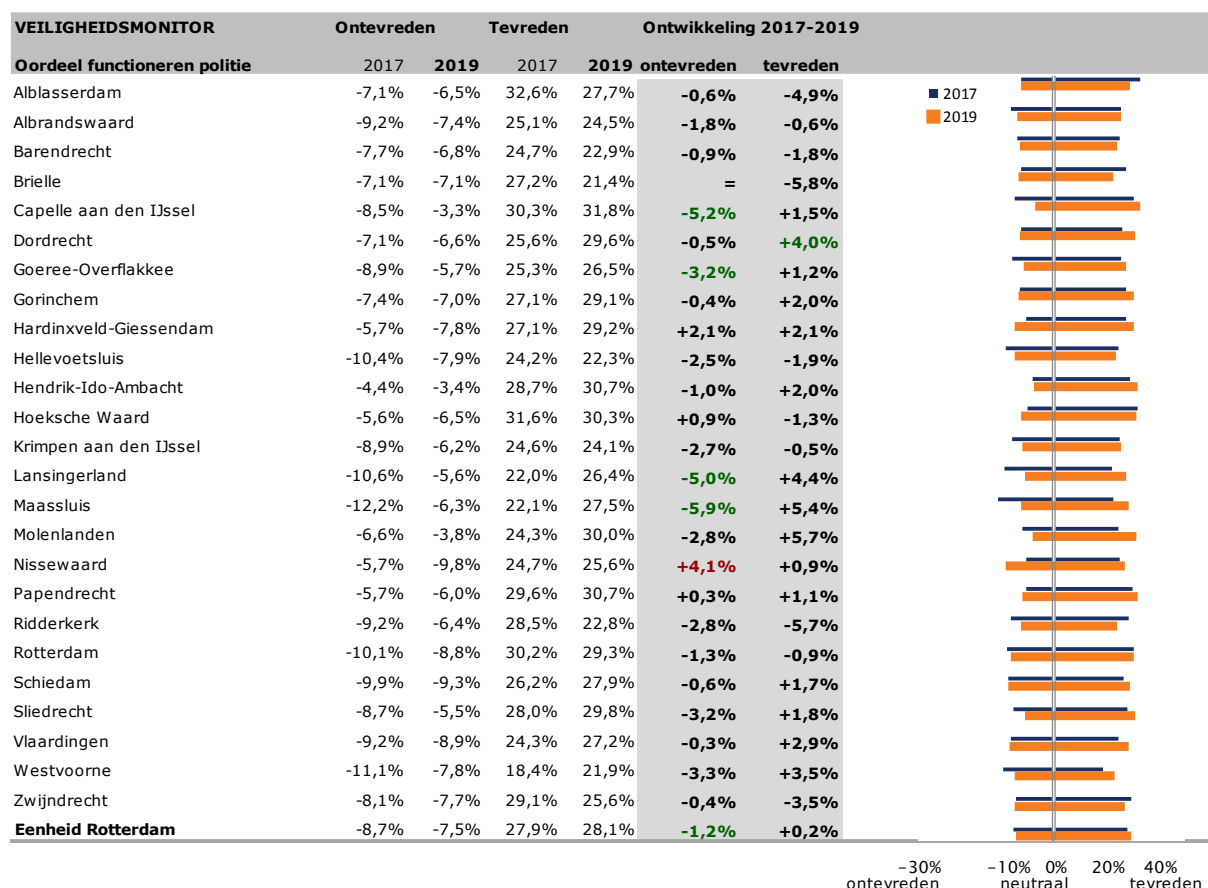 VEILIGHEIDSMONITOR Ontevreden Tevreden Ontwikkeling 2017-2019
Oordeel functioneren politie 2017 2019 2017 2019 ontevreden tevreden
Alblasserdam -7,1% -6,5% 32,6% 27,7% -0,6% -4,9%
2017
Albrandswaard -9,2% -7,4% 25,1% 24,5% -1,8% -0,6%
2019
Barendrecht -7,7% -6,8% 24,7% 22,9% -0,9% -1,8%
Brielle -7,1% -7,1% 27,2% 21,4% = -5,8%
Capelle aan den IJssel -8,5% -3,3% 30,3% 31,8% -5,2% +1,5%
Dordrecht -7,1% -6,6% 25,6% 29,6% -0,5% +4,0%
Goeree-Overflakkee -8,9% -5,7% 25,3% 26,5% -3,2% +1,2%
Gorinchem -7,4% -7,0% 27,1% 29,1% -0,4% +2,0%
Hardinxveld-Giessendam -5,7% -7,8% 27,1% 29,2% +2,1% +2,1%
Hellevoetsluis -10,4% -7,9% 24,2% 22,3% -2,5% -1,9%
Hendrik-Ido-Ambacht -4,4% -3,4% 28,7% 30,7% -1,0% +2,0%
Hoeksche Waard -5,6% -6,5% 31,6% 30,3% +0,9% -1,3%
Krimpen aan den IJssel -8,9% -6,2% 24,6% 24,1% -2,7% -0,5%
Lansingerland -10,6% -5,6% 22,0% 26,4% -5,0% +4,4%
Maassluis -12,2% -6,3% 22,1% 27,5% -5,9% +5,4%
Molenlanden -6,6% -3,8% 24,3% 30,0% -2,8% +5,7%
Nissewaard -5,7% -9,8% 24,7% 25,6% +4,1% +0,9%
Papendrecht -5,7% -6,0% 29,6% 30,7% +0,3% +1,1%
Ridderkerk -9,2% -6,4% 28,5% 22,8% -2,8% -5,7%
Rotterdam -10,1% -8,8% 30,2% 29,3% -1,3% -0,9%
Schiedam -9,9% -9,3% 26,2% 27,9% -0,6% +1,7%
Sliedrecht -8,7% -5,5% 28,0% 29,8% -3,2% +1,8%
Vlaardingen -9,2% -8,9% 24,3% 27,2% -0,3% +2,9%
Westvoorne -11,1% -7,8% 18,4% 21,9% -3,3% +3,5%
Zwijndrecht -8,1% -7,7% 29,1% 25,6% -0,4% -3,5%
Eenheid Rotterdam -8,7% -7,5% 27,9% 28,1% -1,2% +0,2%
-30% -10% 0% 20% 40%
ontevreden neutraal tevreden